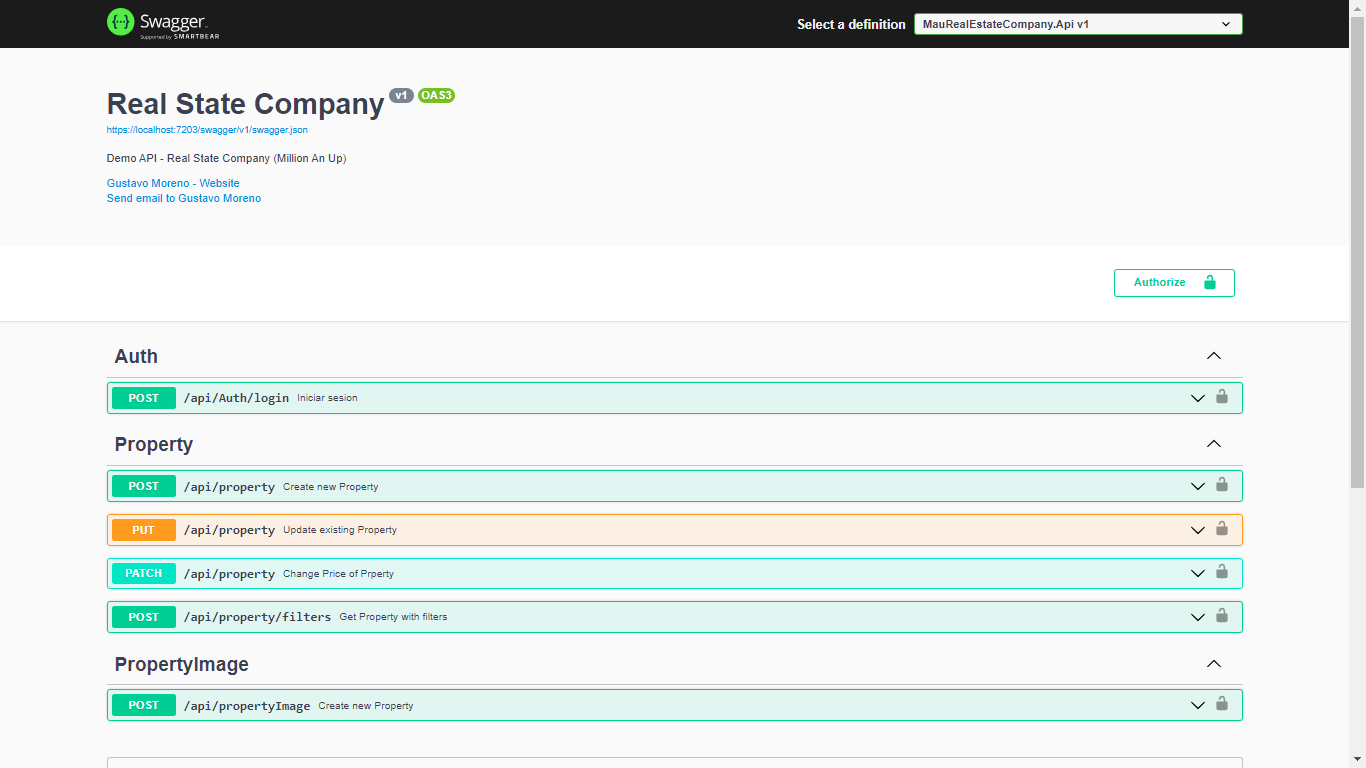 Swagger.
Supported by SMARTBEAR
Select a definition
MauRealEstateCompany.Api v1
Real State Company v1 OAS3
https://localhost:7203/swagger/v1/swagger.json
Demo API - Real State Company (Million An Up)
Gustavo Moreno - Website
Send email to Gustavo Moreno
Authorize
Auth
POST /api/Auth/login Iniciar sesion
Property
POST /api/property Create new Property
PUT /api/property Update existing Property
PATCH /api/property Change Price of Prperty
POST /api/property/filters Get Property with filters
PropertyImage
POST /api/propertyImage Create new Property